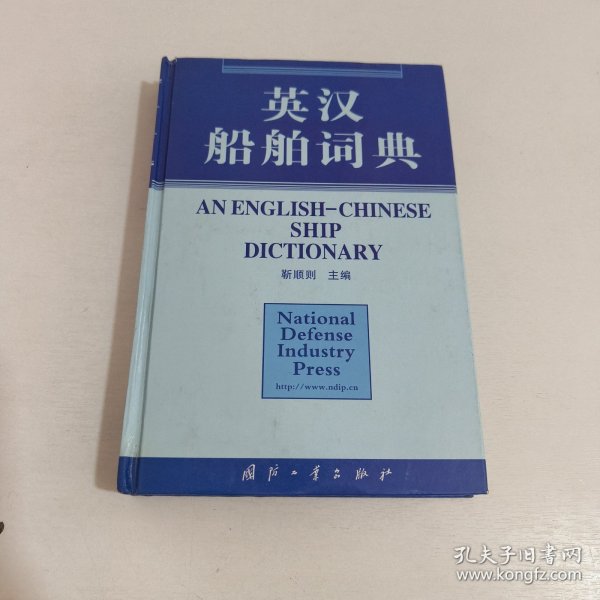 英汉
船舶词典
AN ENGLISH-CHINESE
SHIP
DICTIONARY
靳顺则 主编
National
Defense
Industry
Press
http://www.ndip.cn
国防工业出版社
孔夫子旧书网
www.kongfz.com